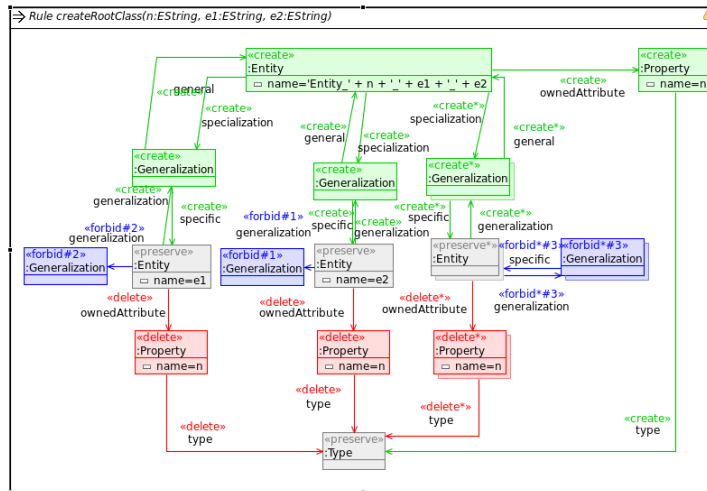 Rule createRootClass(n:EString, e1:EString, e2:EString)
«create»
:Entity
name='Entity_' + n + '_' + e1 + '_' + e2
«create»
:Property
name=n
«create»
ownedAttribute
«create»
general
«create»
specialization
«create»
general
«create»
specialization
«create*»
specialization
«create*»
general
«create»
:Generalization
«create»
:Generalization
«create*»
:Generalization
«create»
generalization
«create»
specific
«create»
specific
«create»
generalization
«create*»
specific
«create*»
generalization
«forbid#2»
generalization
«forbid#1»
generalization
«forbid#2»
:Generalization
«preserve»
:Entity
name=e1
«forbid#1»
:Generalization
«preserve»
:Entity
name=e2
«preserve*»
:Entity
«forbid*#3»
specific
«forbid*#3»
:Generalization
«forbid*#3»
generalization
«delete»
ownedAttribute
«delete»
ownedAttribute
«delete*»
ownedAttribute
«delete»
:Property
name=n
«delete»
:Property
name=n
«delete*»
:Property
name=n
«delete»
type
«delete»
type
«delete*»
type
«create»
type
«preserve»
:Type